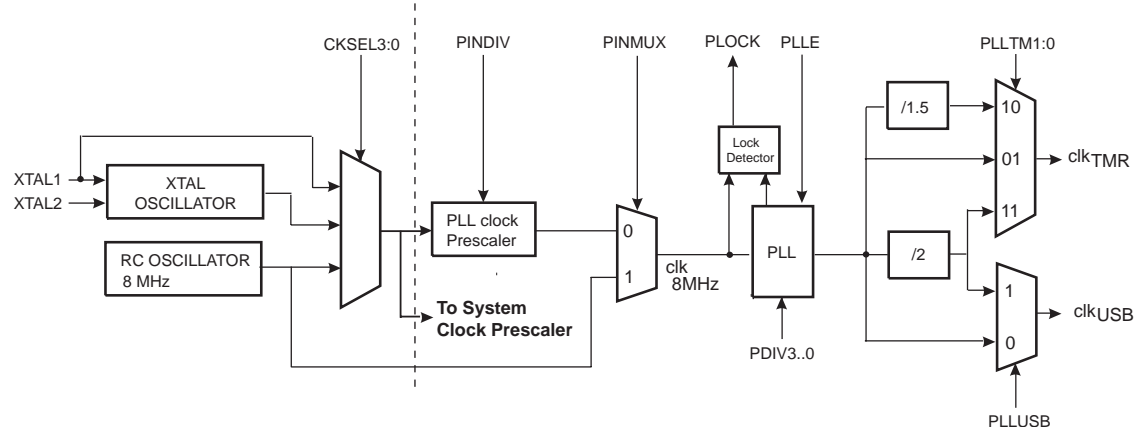 CKSEL3:0
PINDIV
PINMUX
PLOCK
PLLE
PLLTM1:0
/1.5
10
Lock
Detector
01
clkTMR
XTAL1
XTAL2
XTAL
OSCILLATOR
PLL clock
Prescaler
0
11
RC OSCILLATOR
8 MHz
1
clk
8MHz
PLL
/2
To System
Clock Prescaler
1
clkUSB
0
PDIV3..0
PLLUSB